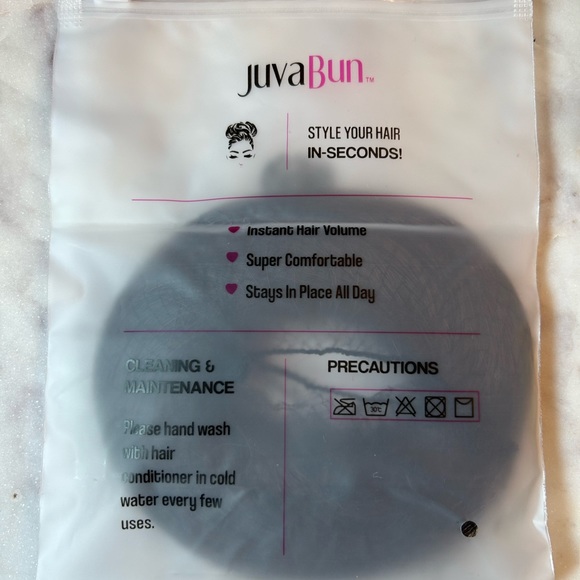 juvaBun™
STYLE YOUR HAIR
IN-SECONDS!
Instant Hair Volume
Super Comfortable
Stays In Place All Day
CLEANING &
MAINTENANCE
Please hand wash
with hair
conditioner in cold
water every few
uses.
PRECAUTIONS
30°C